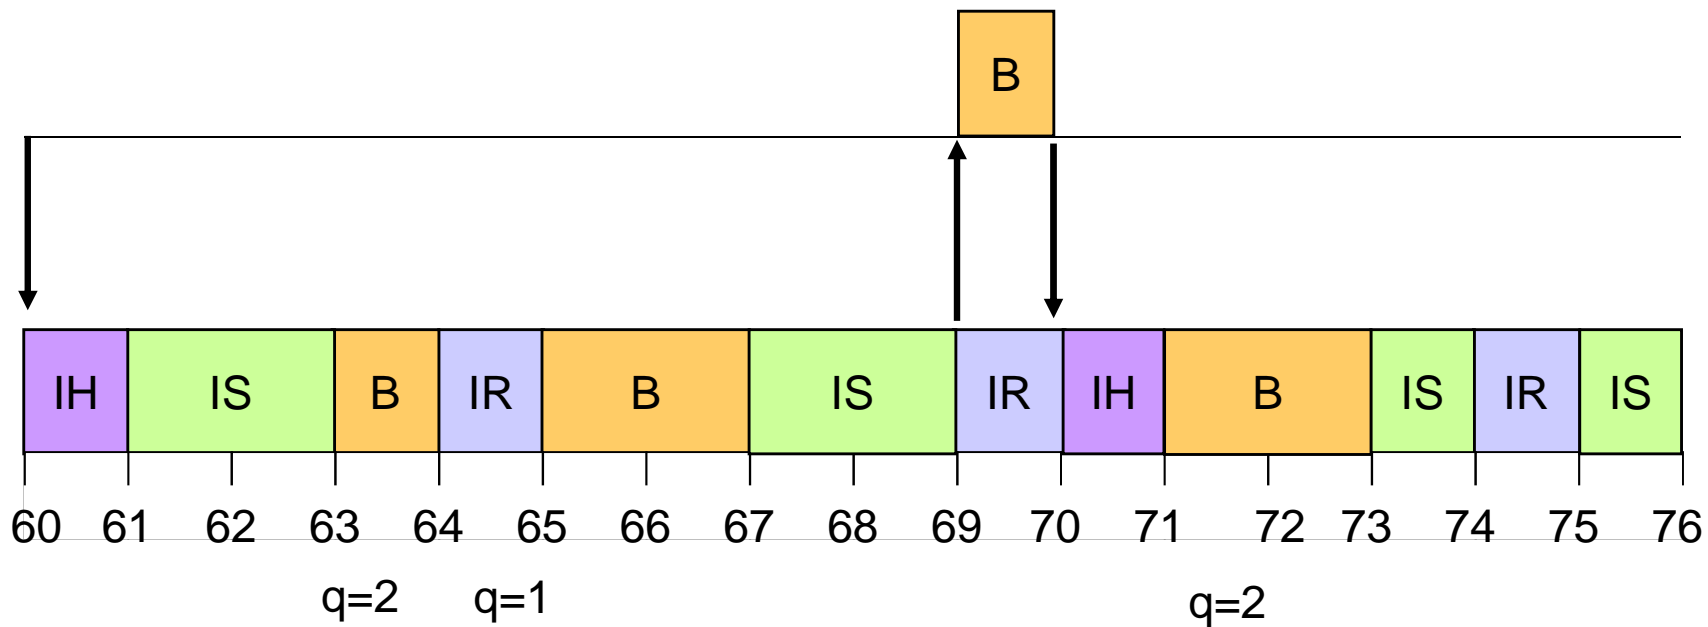 B
IH IS B IR B IS IR IH B IS IR IS
60 61 62 63 64 65 66 67 68 69 70 71 72 73 74 75 76
q=2 q=1 q=2